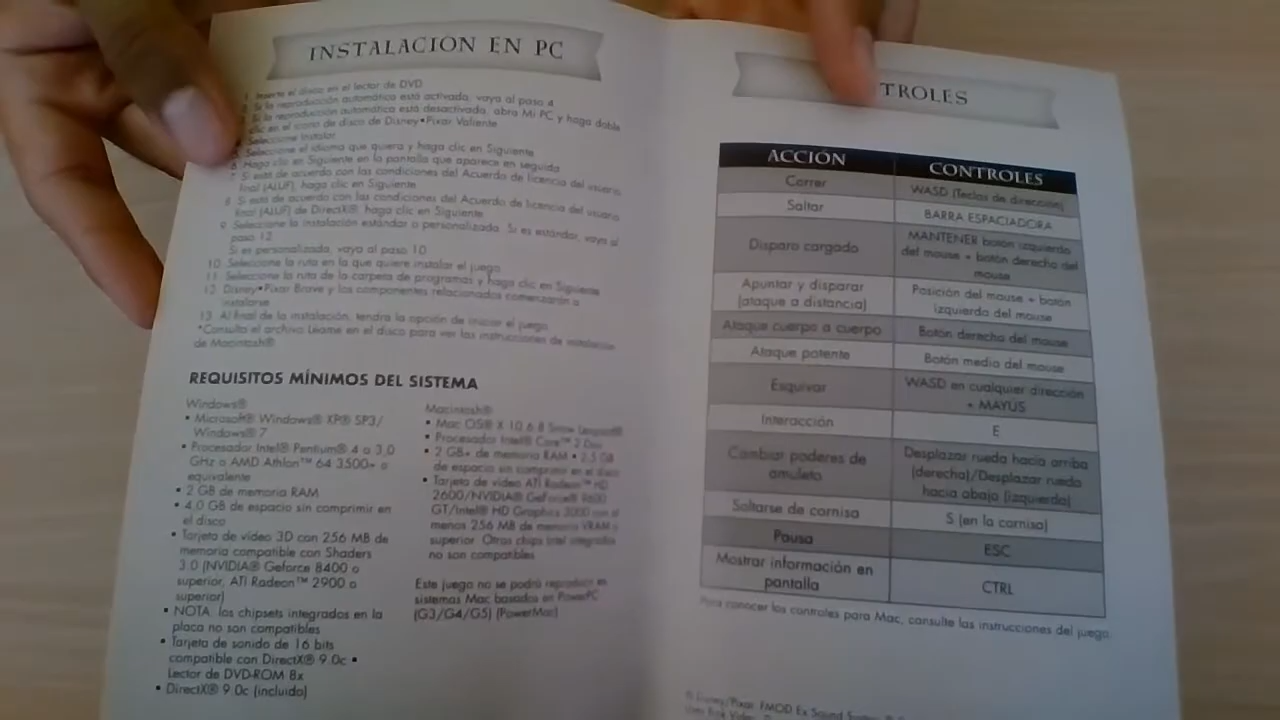 INSTALACION EN PC
1. Inserte el disco en el lector de DVD
2. Si la reproducción automática está activada, vaya al paso 4
3. Si la reproducción automática está desactivada, abra Mi PC y haga doble
clic en el icono de disco de Disney•Pixar Valiente
Seleccione Instalar
Seleccione el idioma que quiera y haga clic en Siguiente
6. Haga clic en Siguiente en la pantalla que aparece en seguida
7. Si está de acuerdo con las condiciones del Acuerdo de licencia del usuario
final (ALUF), haga clic en Siguiente
8. Si está de acuerdo con las condiciones del Acuerdo de licencia del usuario
final (ALUF) de DirectX®, haga clic en Siguiente
9. Seleccione la instalación estándar o personalizada. Si es estándar, vaya al
paso 12.
Si es personalizada, vaya al paso 10
10. Seleccione la ruta en la que quiere instalar el juego
11. Seleccione la ruta de la carpeta de programas y haga clic en Siguiente
12. Disney•Pixar Brave y los componentes relacionados comenzarán a
instalarse
13. Al final de la instalación, tendrá la opción de iniciar el juego.
*Consulta el archivo Léame en el disco para ver las instrucciones de instalación
de Macintosh®
REQUISITOS MÍNIMOS DEL SISTEMA
Windows®
• Microsoft® Windows® XP® SP3/
Windows® 7
• Procesador Intel® Pentium® 4 a 3.0
GHz o AMD Athlon™ 64 3500+ o
equivalente
• 2 GB de memoria RAM
• 4.0 GB de espacio sin comprimir en
el disco
• Tarjeta de vídeo 3D con 256 MB de
memoria compatible con Shaders
3.0 (NVIDIA® Geforce 8400 o
superior, ATI Radeon™ 2900 o
superior)
• NOTA: los chipsets integrados en la
placa no son compatibles
• Tarjeta de sonido de 16 bits
compatible con DirectX® 9.0c •
Lector de DVD-ROM 8x
• DirectX® 9.0c (incluido)
Macintosh®
• Mac OS® X 10.6.8 Snow Leopard®
• Procesador Intel® Core™ 2 Duo
• 2 GB+ de memoria RAM • 2.5 GB
de espacio sin comprimir en el disco
• Tarjeta de vídeo ATI Radeon™ HD
2600/NVIDIA® Geforce® 9600
GT/Intel® HD Graphics 3000 con al
menos 256 MB de memoria VRAM o
superior. Otros chips Intel integrados
no son compatibles
Este juego no se podrá reproducir en
sistemas Mac basados en PowerPC
(G3/G4/G5) (PowerMac)
TROLES
ACCIÓN CONTROLES
Correr WASD (Teclas de dirección)
Saltar BARRA ESPACIADORA
Disparo cargado MANTENER botón izquierdo
del mouse + botón derecho del
mouse
Apuntar y disparar
(ataque a distancia) Posición del mouse + botón
izquierdo del mouse
Ataque cuerpo a cuerpo Botón derecho del mouse
Ataque potente Botón medio del mouse
Esquivar WASD en cualquier dirección
+ MAYÚS
Interacción E
Cambiar poderes de
amuleto Desplazar rueda hacia arriba
(derecha)/Desplazar rueda
hacia abajo (izquierda)
Soltarse de cornisa S (en la cornisa)
Pausa ESC
Mostrar información en
pantalla CTRL
Para conocer los controles para Mac, consulte las instrucciones del juego.
© Disney/Pixar. FMOD Ex Sound System